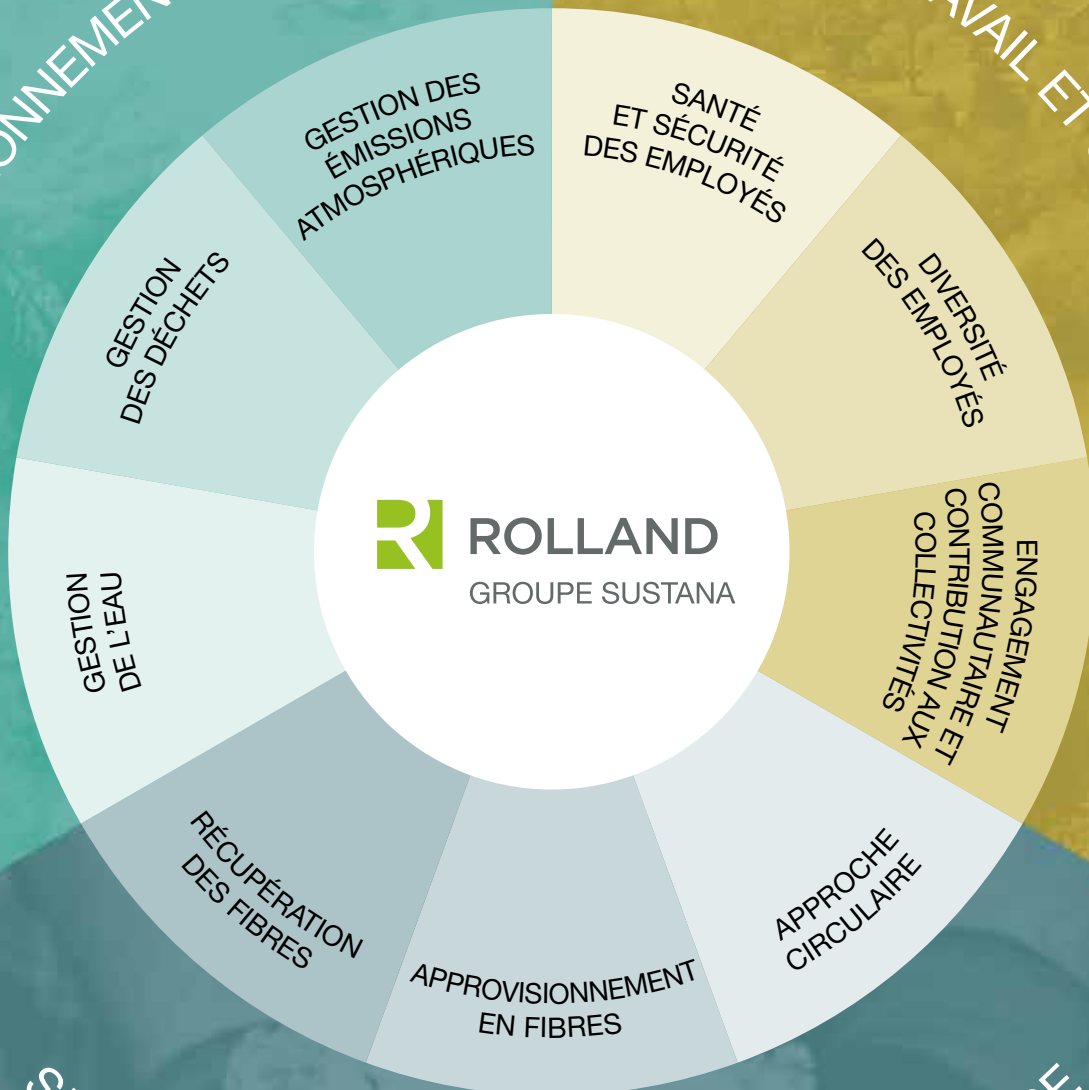 GESTION DES
ÉMISSIONS
ATMOSPHÉRIQUES
SANTÉ
ET SÉCURITÉ
DES EMPLOYÉS
DIVERSITÉ
DES EMPLOYÉS
ENGAGEMENT
COMMUNAUTAIRE ET
CONTRIBUTION AUX
COLLECTIVITÉS
APPROCHE
CIRCULAIRE
APPROVISIONNEMENT
EN FIBRES
RÉCUPÉRATION
DES FIBRES
GESTION
DE L'EAU
GESTION
DES DÉCHETS
ROLLAND
GROUPE SUSTANA